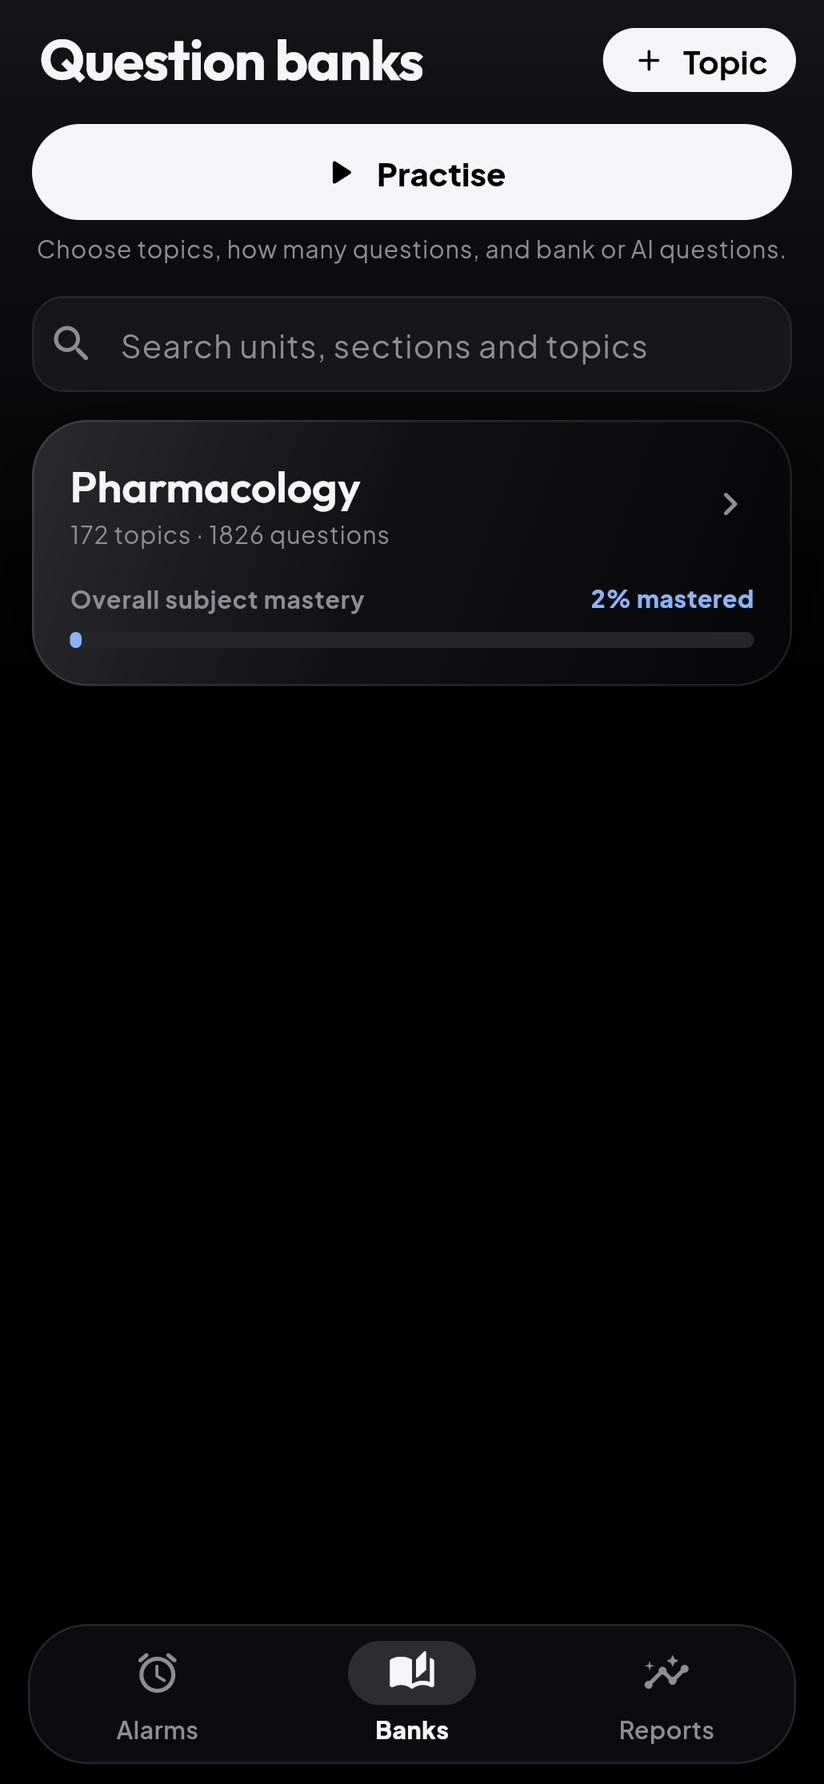 Question banks
+ Topic
Practise
Choose topics, how many questions, and bank or AI questions.
Search units, sections and topics
Pharmacology
172 topics · 1826 questions
Overall subject mastery
2% mastered
Alarms
Banks
Reports